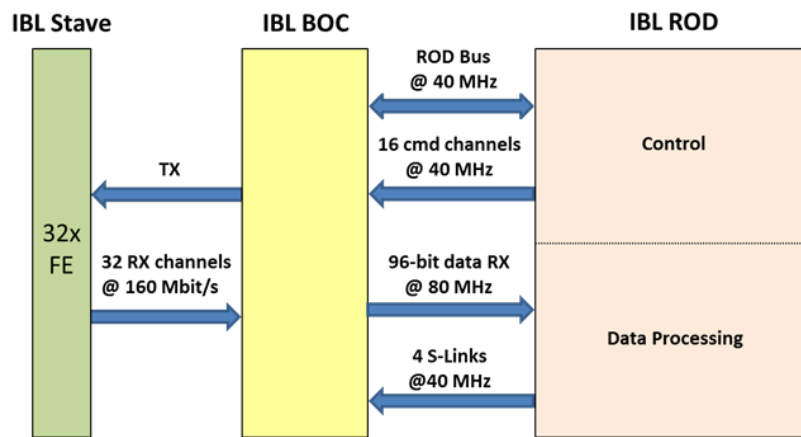 IBL Stave
IBL BOC
IBL ROD
ROD Bus
@ 40 MHz
16 cmd channels
@ 40 MHz
Control
TX
32x
FE
32 RX channels
@ 160 Mbit/s
96-bit data RX
@ 80 MHz
Data Processing
4 S-Links
@40 MHz